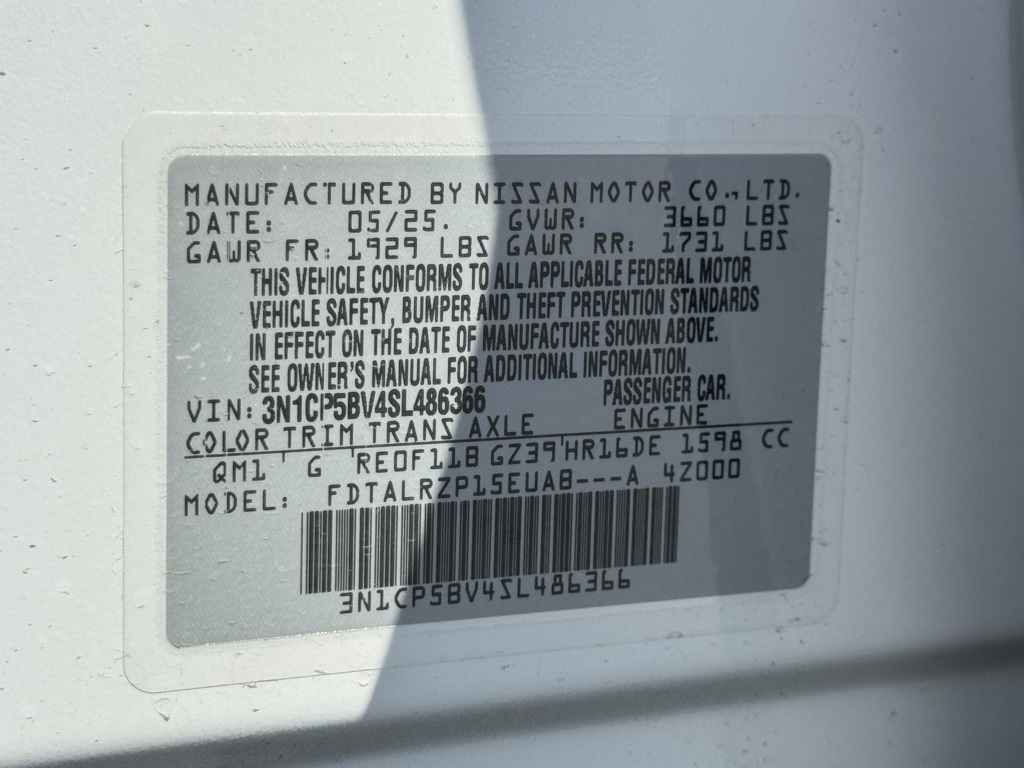 MANUFACTURED BY NISSAN MOTOR CO., LTD.
DATE: 05/25. GVWR: 3660 LBS
GAWR FR: 1929 LBS GAWR RR: 1731 LBS
THIS VEHICLE CONFORMS TO ALL APPLICABLE FEDERAL MOTOR
VEHICLE SAFETY, BUMPER AND THEFT PREVENTION STANDARDS
IN EFFECT ON THE DATE OF MANUFACTURE SHOWN ABOVE.
SEE OWNER'S MANUAL FOR ADDITIONAL INFORMATION.
VIN: 3N1CP5BV4SL486366 PASSENGER CAR.
COLOR TRIM TRANS AXLE ENGINE
QM1 ' G 'RE0F11B GZ39'HR16DE 1598 CC
MODEL: FDTALRZP15EUAB---A 4Z000
3N1CP5BV4SL486366